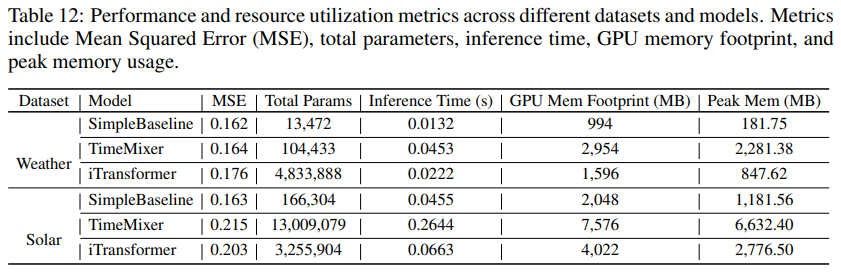 Table 12: Performance and resource utilization metrics across different datasets and models. Metrics
include Mean Squared Error (MSE), total parameters, inference time, GPU memory footprint, and
peak memory usage.
Dataset | Model | MSE | Total Params | Inference Time (s) | GPU Mem Footprint (MB) | Peak Mem (MB)
Weather | SimpleBaseline | 0.162 | 13,472 | 0.0132 | 994 | 181.75
| TimeMixer | 0.164 | 104,433 | 0.0453 | 2,954 | 2,281.38
| iTransformer | 0.176 | 4,833,888 | 0.0222 | 1,596 | 847.62
Solar | SimpleBaseline | 0.163 | 166,304 | 0.0455 | 2,048 | 1,181.56
| TimeMixer | 0.215 | 13,009,079 | 0.2644 | 7,576 | 6,632.40
| iTransformer | 0.203 | 3,255,904 | 0.0663 | 4,022 | 2,776.50